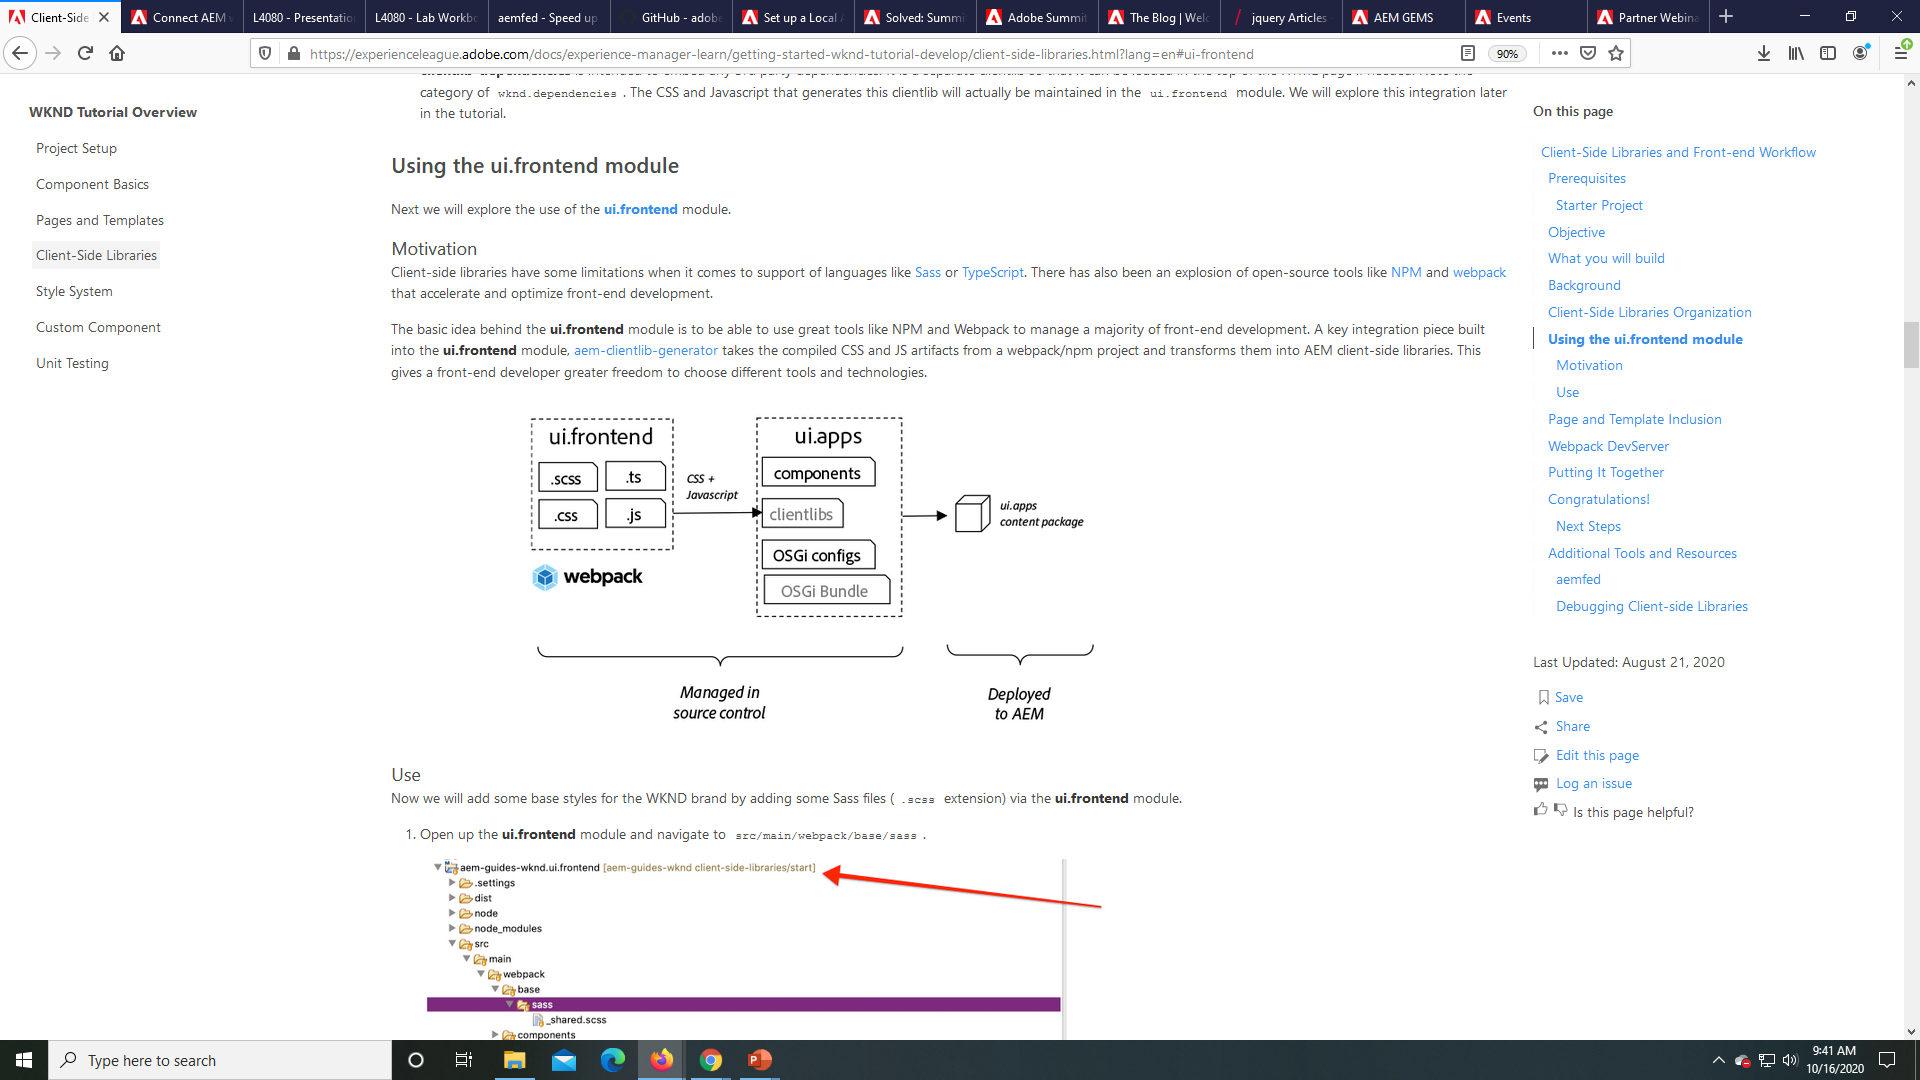 Client-Side
Connect AEM
L4080 - Presentatio
L4080 - Lab Workbo
aemfed - Speed up
GitHub - adobe
Set up a Local
Solved: Summi
Adobe Summit
The Blog | Welc
jquery Articles
AEM GEMS
Events
Partner Webina
https://experienceleague.adobe.com/docs/experience-manager-learn/getting-started-wknd-tutorial-develop/client-side-libraries.html?lang=en#ui-frontend
90%
WKND Tutorial Overview
Project Setup
Component Basics
Pages and Templates
Client-Side Libraries
Style System
Custom Component
Unit Testing
category of wknd.dependencies . The CSS and Javascript that generates this clientlib will actually be maintained in the ui.frontend module. We will explore this integration later
in the tutorial.
Using the ui.frontend module
Next we will explore the use of the ui.frontend module.
Motivation
Client-side libraries have some limitations when it comes to support of languages like Sass or TypeScript. There has also been an explosion of open-source tools like NPM and webpack
that accelerate and optimize front-end development.
The basic idea behind the ui.frontend module is to be able to use great tools like NPM and Webpack to manage a majority of front-end development. A key integration piece built
into the ui.frontend module, aem-clientlib-generator takes the compiled CSS and JS artifacts from a webpack/npm project and transforms them into AEM client-side libraries. This
gives a front-end developer greater freedom to choose different tools and technologies.
ui.frontend
.scss
.ts
.css
.js
webpack
CSS +
Javascript
ui.apps
components
clientlibs
OSGi configs
OSGi Bundle
ui.apps
content package
Managed in
source control
Deployed
to AEM
Use
Now we will add some base styles for the WKND brand by adding some Sass files ( .scss extension) via the ui.frontend module.
1. Open up the ui.frontend module and navigate to src/main/webpack/base/sass .
aem-guides-wknd.ui.frontend [aem-guides-wknd client-side-libraries/start]
.settings
dist
node
node_modules
src
main
webpack
base
sass
_shared.scss
components
On this page
Client-Side Libraries and Front-end Workflow
Prerequisites
Starter Project
Objective
What you will build
Background
Client-Side Libraries Organization
Using the ui.frontend module
Motivation
Use
Page and Template Inclusion
Webpack DevServer
Putting It Together
Congratulations!
Next Steps
Additional Tools and Resources
aemfed
Debugging Client-side Libraries
Last Updated: August 21, 2020
Save
Share
Edit this page
Log an issue
Is this page helpful?
Type here to search
9:41 AM
10/16/2020